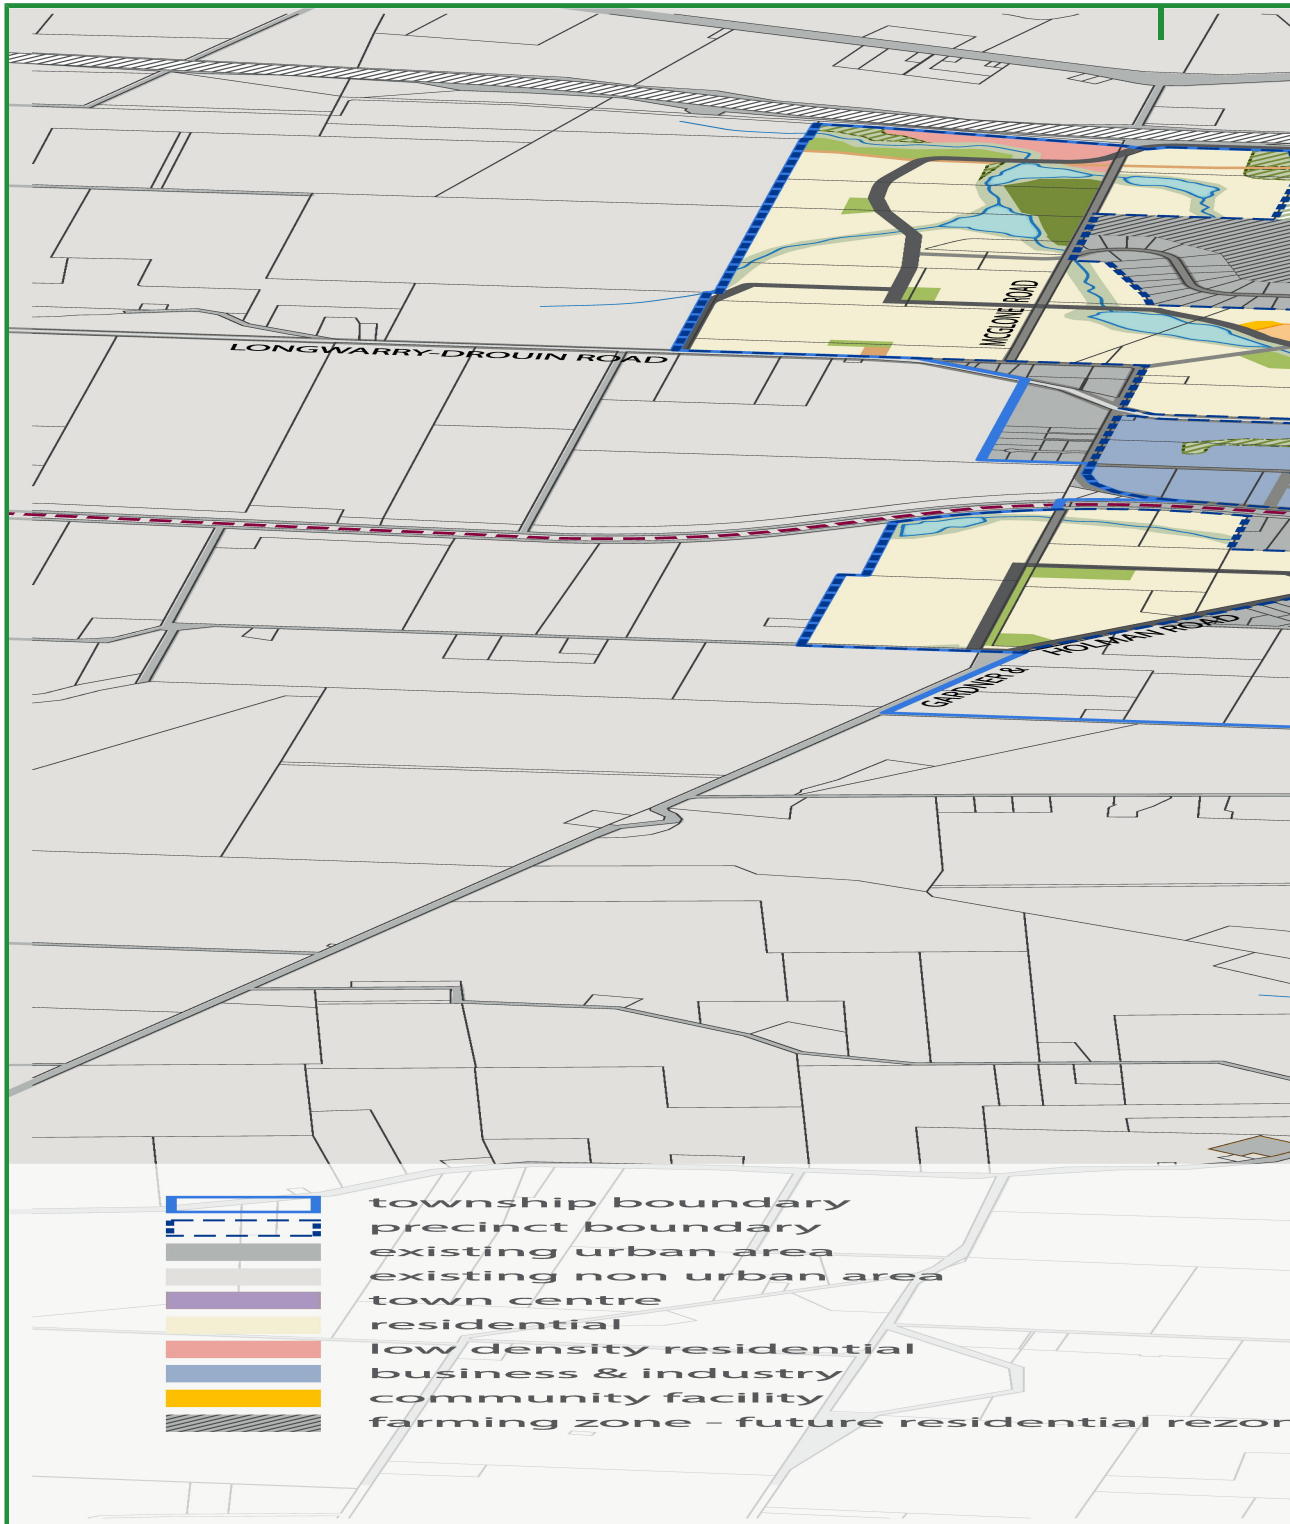 MCGLONE ROAD
LONGWARRY-DROUIN ROAD
GARDNER & HOLMAN ROAD
township boundary
precinct boundary
existing urban area
existing non urban area
town centre
residential
low density residential
business & industry
community facility
farming zone - future residential rezon